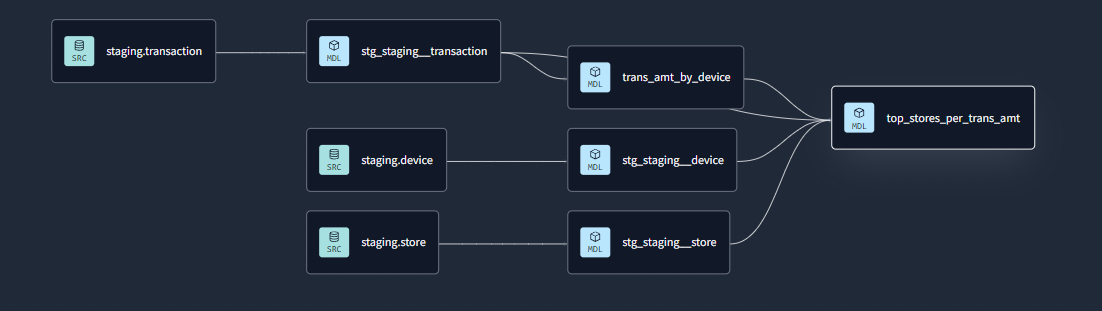 SRC
staging.transaction
MDL
stg_staging__transaction
MDL
trans_amt_by_device
MDL
top_stores_per_trans_amt
SRC
staging.device
MDL
stg_staging__device
SRC
staging.store
MDL
stg_staging__store